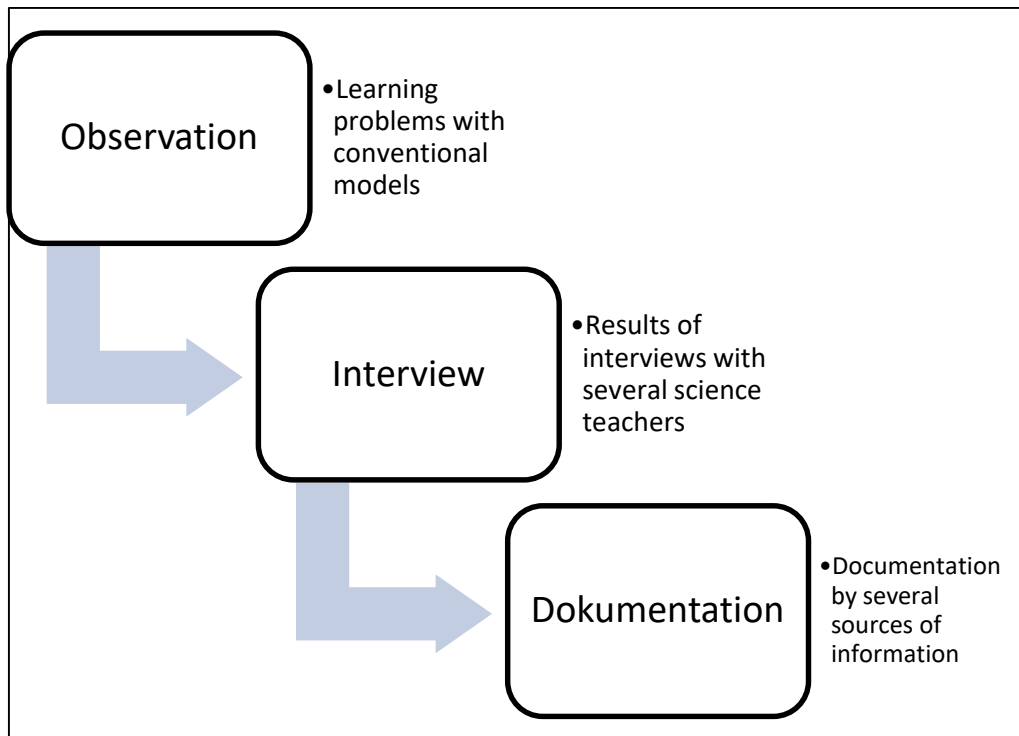 Observation
•Learning
problems with
conventional
models
Interview
•Results of
interviews with
several science
teachers
Dokumentation
•Documentation
by several
sources of
information